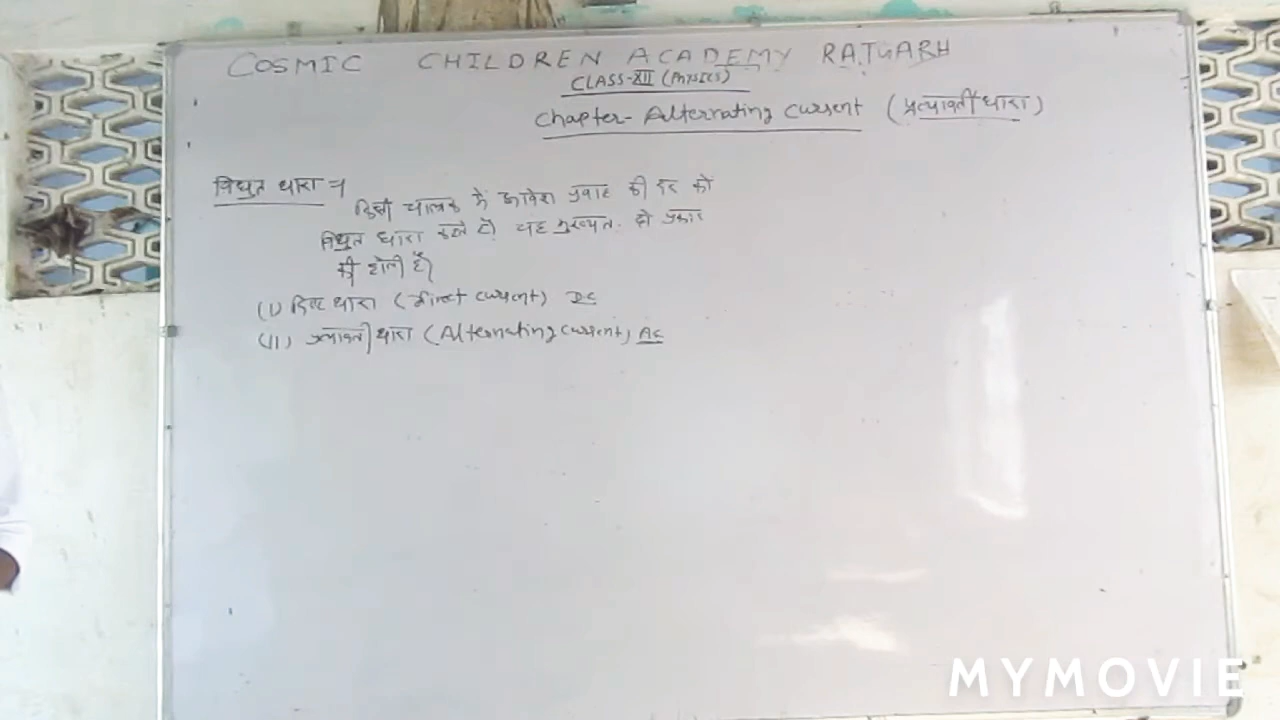 COSMIC CHILDREN ACADEMY RAJGARH
CLASS-XII (PHYSICS)
Chapter- Alternating current (प्रत्यावर्ती धारा)
विधुत धारा ⇒
किसी चालक में आवेश प्रवाह की दर को
विधुत धारा कहते हैं। यह मुख्यतः दो प्रकार
की होती है।
(I) दिष्ट धारा (Direct current) DC
(II) प्रत्यावर्ती धारा (Alternating current) AC
MYMOVIE